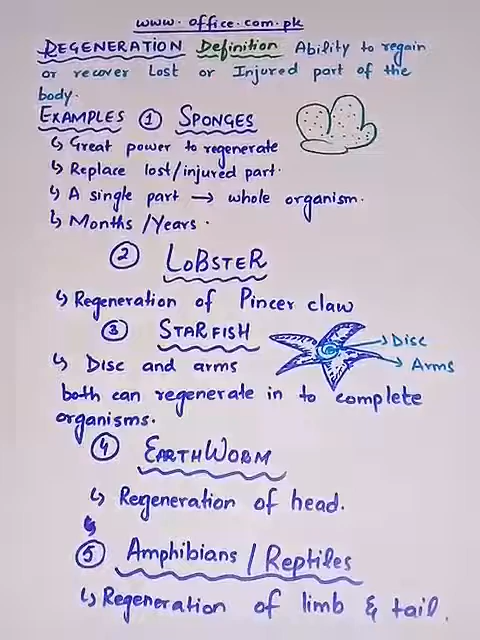 www.office.com.pk
REGENERATION Definition Ability to regain
or recover Lost or Injured part of the
body.
EXAMPLES ① SPONGES
↳ Great power to regenerate
↳ Replace lost/injured part.
↳ A single part → whole organism.
↳ Months/Years.
② LOBSTER
↳ Regeneration of Pincer claw
③ STARFISH
→ Disc
→ Arms
↳ Disc and arms
both can regenerate in to complete
organisms.
④ EARTHWORM
↳ Regeneration of head.
⑤ Amphibians / Reptiles
↳ Regeneration of limb & tail.